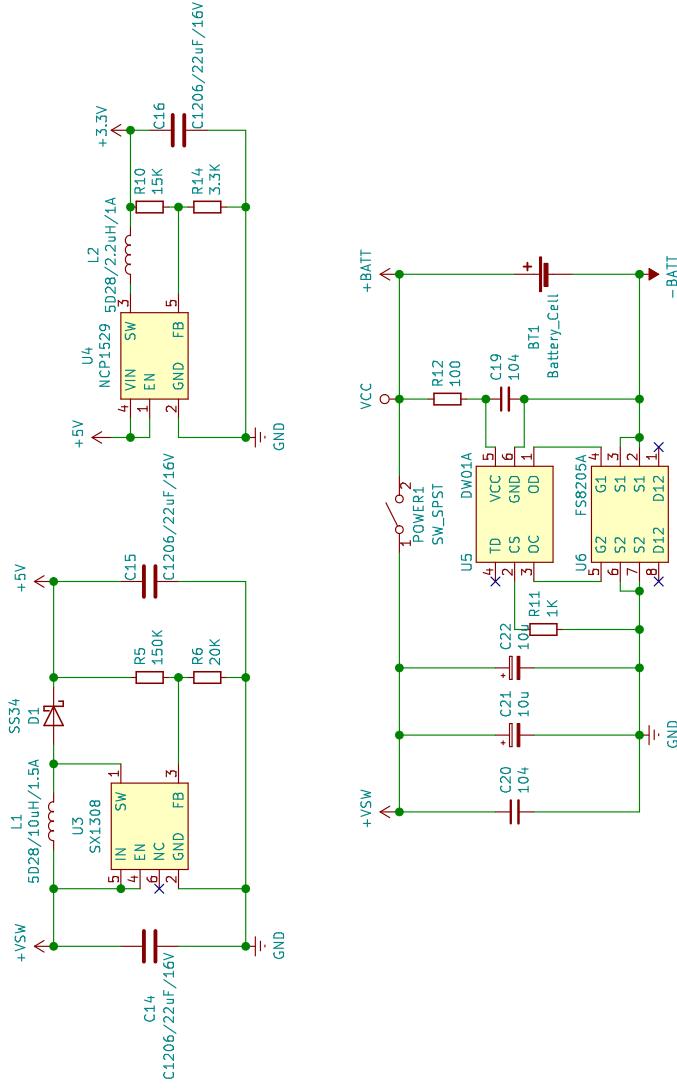 +VSW
C14
C1206/22uF/16V
GND
L1
5D28/10uH/1.5A
U3
SX1308
5
IN
4
EN
6
NC
2
GND
1
SW
3
FB
SS34
D1
R5
150K
R6
20K
+5V
C15
C1206/22uF/16V
+5V
U4
NCP1529
4
VIN
1
EN
2
GND
3
SW
5
FB
GND
L2
5D28/2.2uH/1A
R10
15K
R14
3.3K
+3.3V
C16
C1206/22uF/16V
+VSW
C20
104
C21
10u
C22
10u
GND
R11
1K
POWER1
SW_SPST
1
2
U5
DW01A
4
TD
2
CS
3
OC
5
VCC
6
GND
1
OD
U6
FS8205A
5
G2
6
S2
7
S2
8
D12
4
G1
3
S1
2
S1
1
D12
VCC
R12
100
C19
104
+BATT
BT1
Battery_Cell
-BATT